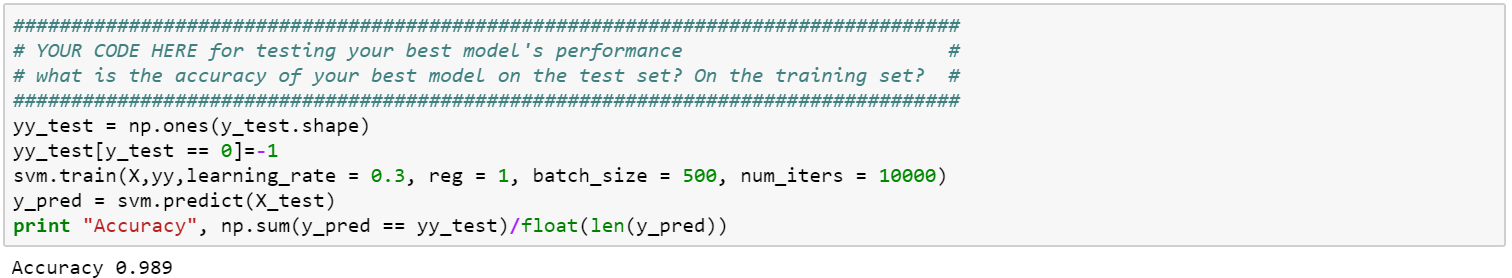 ##################################################################################
# YOUR CODE HERE for testing your best model's performance                       #
# what is the accuracy of your best model on the test set? On the training set?  #
##################################################################################
yy_test = np.ones(y_test.shape)
yy_test[y_test == 0]=-1
svm.train(X,yy,learning_rate = 0.3, reg = 1, batch_size = 500, num_iters = 10000)
y_pred = svm.predict(X_test)
print "Accuracy", np.sum(y_pred == yy_test)/float(len(y_pred))
Accuracy 0.989